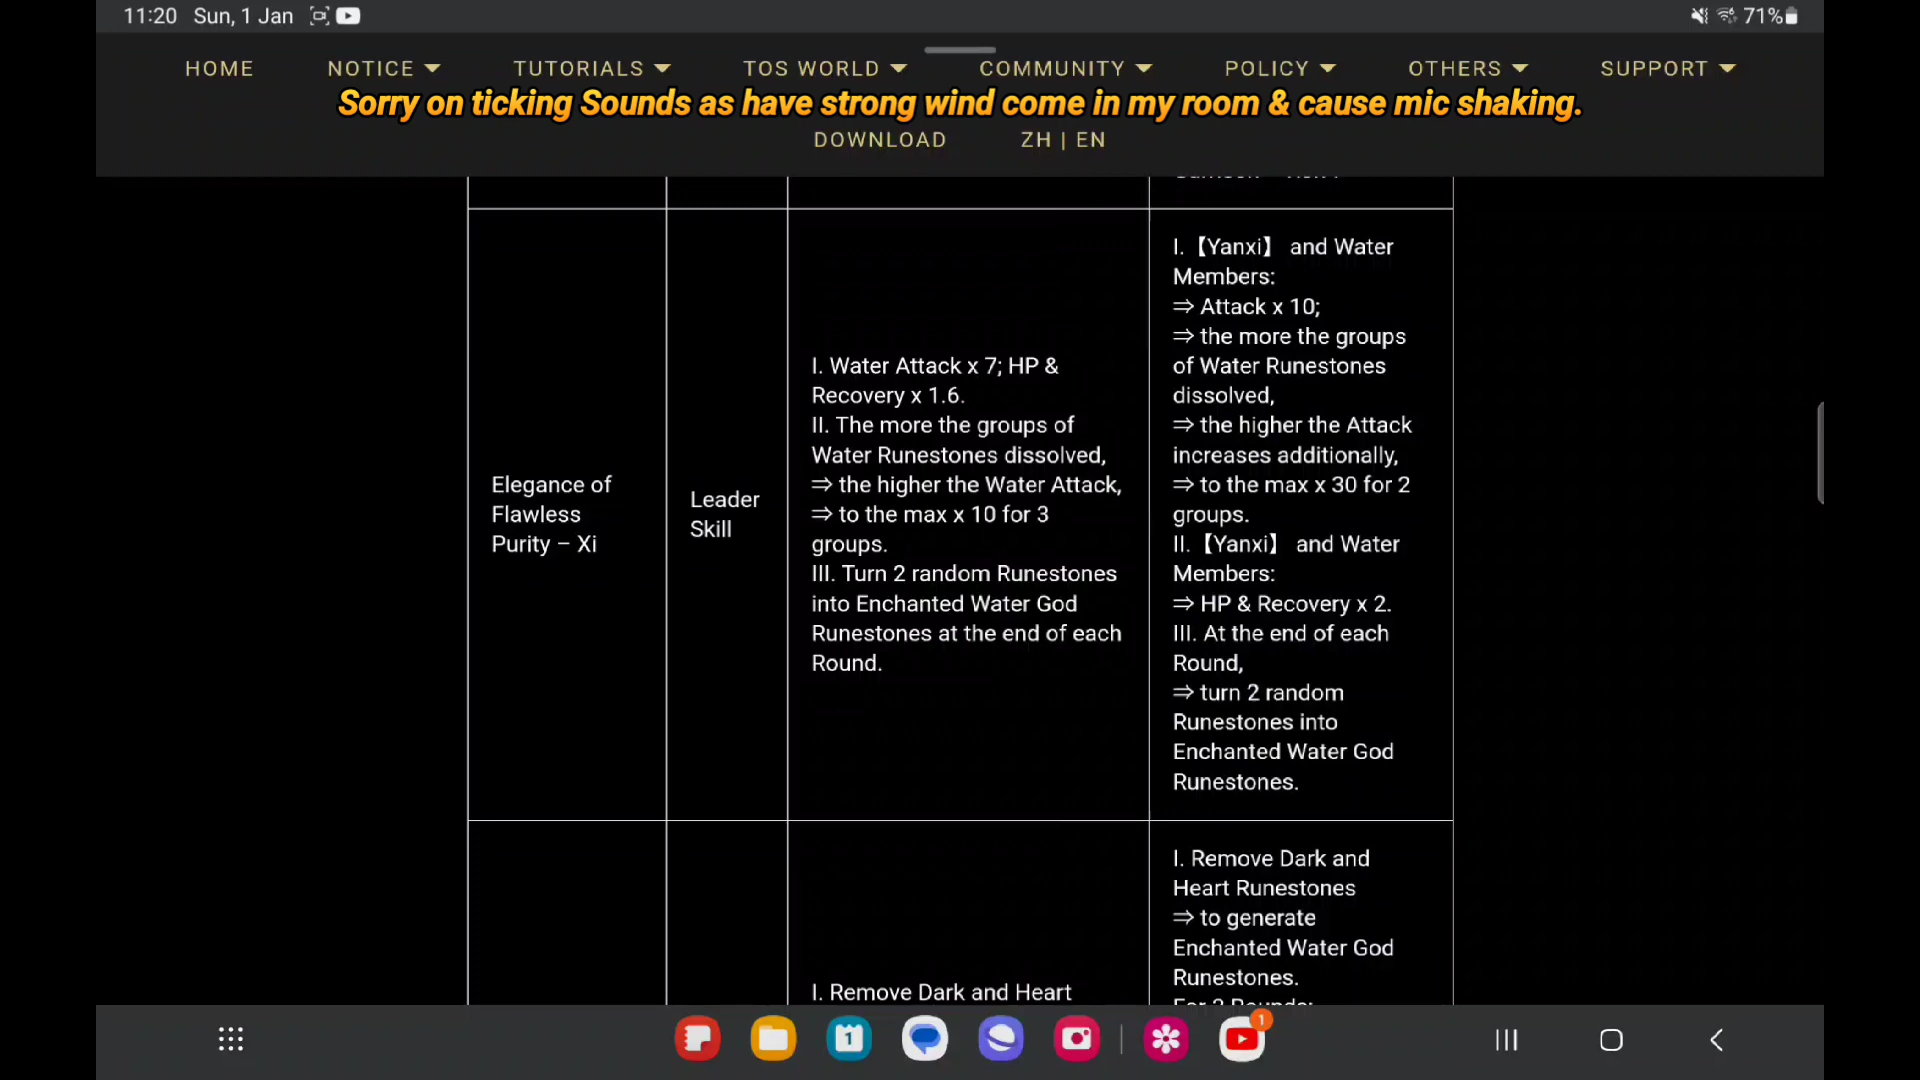 11:20 Sun, 1 Jan
71%
HOME NOTICE TUTORIALS TOS WORLD COMMUNITY POLICY OTHERS SUPPORT
Sorry on ticking Sounds as have strong wind come in my room & cause mic shaking.
DOWNLOAD ZH | EN
Elegance of
Flawless
Purity – Xi
Leader
Skill
I. Water Attack x 7; HP &
Recovery x 1.6.
II. The more the groups of
Water Runestones dissolved,
⇒ the higher the Water Attack,
⇒ to the max x 10 for 3
groups.
III. Turn 2 random Runestones
into Enchanted Water God
Runestones at the end of each
Round.
I.【Yanxi】 and Water
Members:
⇒ Attack x 10;
⇒ the more the groups
of Water Runestones
dissolved,
⇒ the higher the Attack
increases additionally,
⇒ to the max x 30 for 2
groups.
II.【Yanxi】 and Water
Members:
⇒ HP & Recovery x 2.
III. At the end of each
Round,
⇒ turn 2 random
Runestones into
Enchanted Water God
Runestones.
I. Remove Dark and Heart
I. Remove Dark and
Heart Runestones
⇒ to generate
Enchanted Water God
Runestones.
1
1